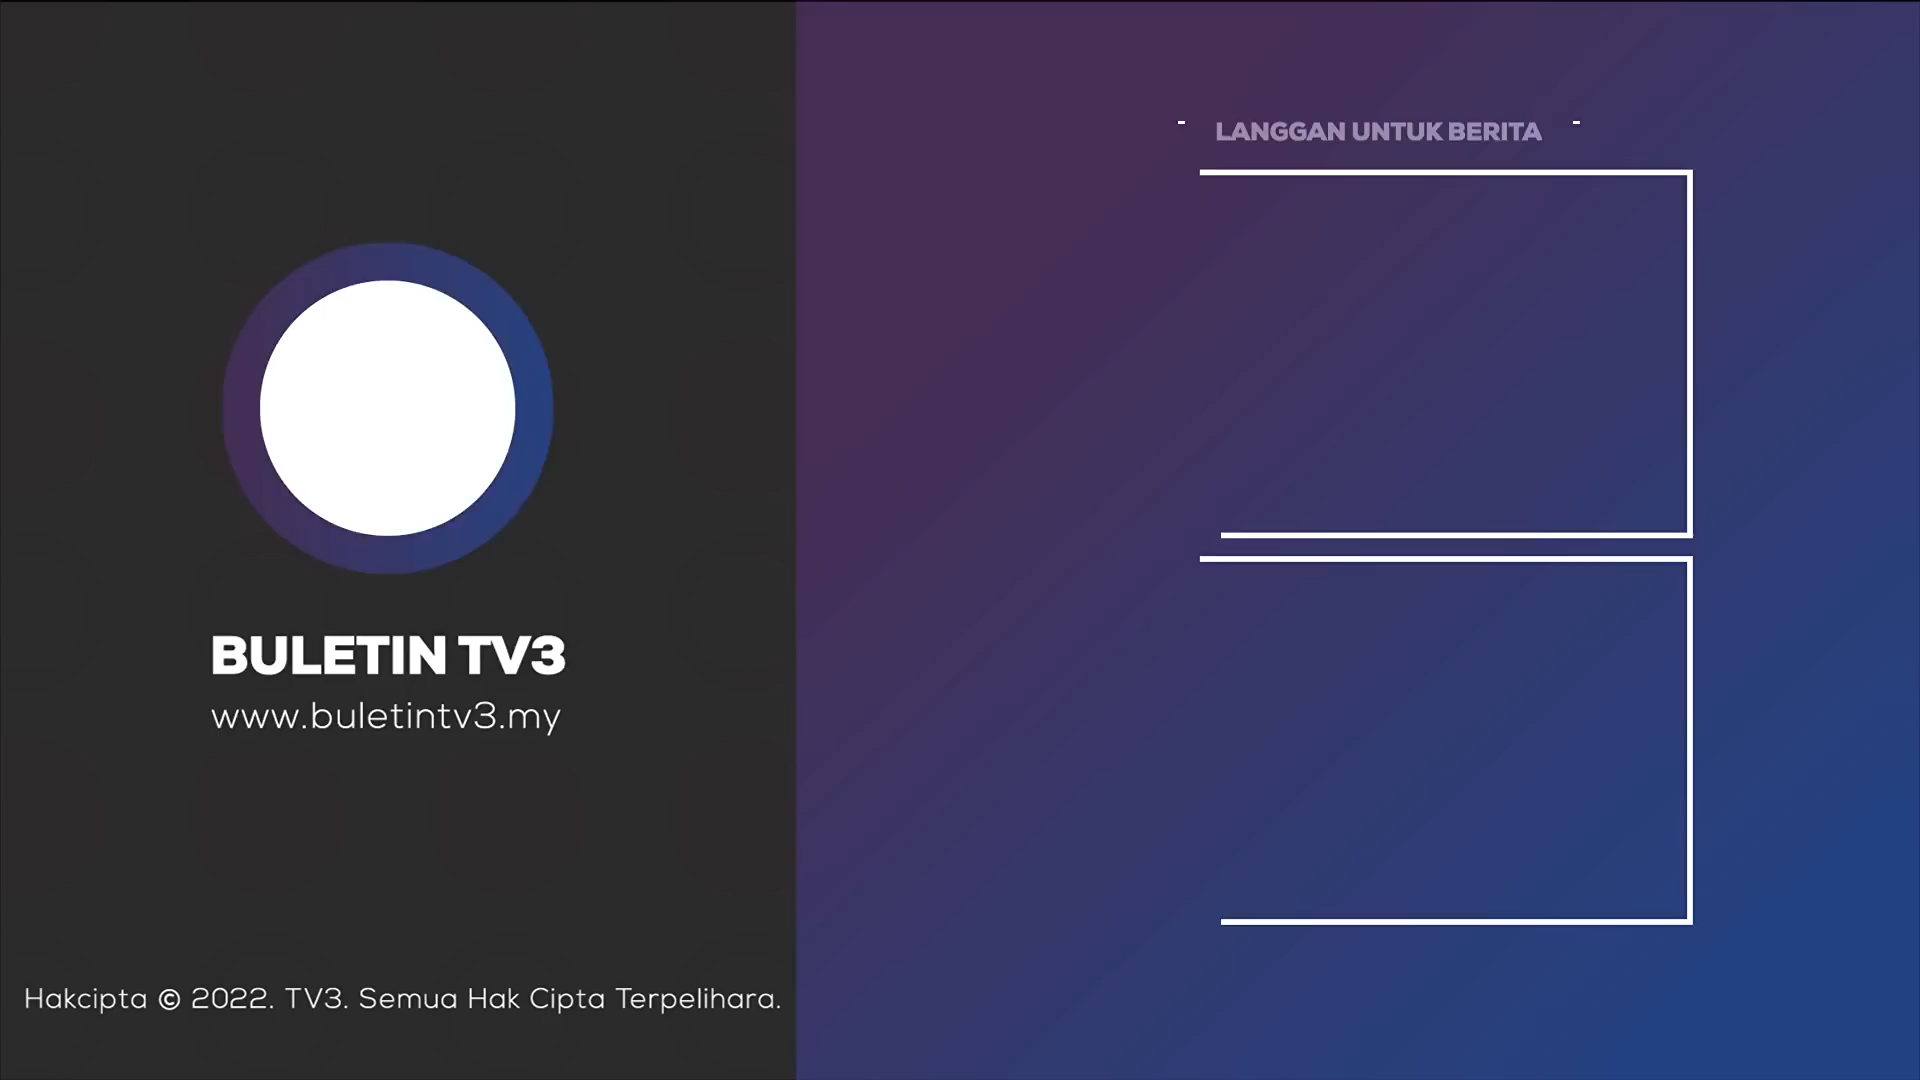 BULETIN TV3
www.buletintv3.my
Hakcipta © 2022. TV3. Semua Hak Cipta Terpelihara.
LANGGAN UNTUK BERITA